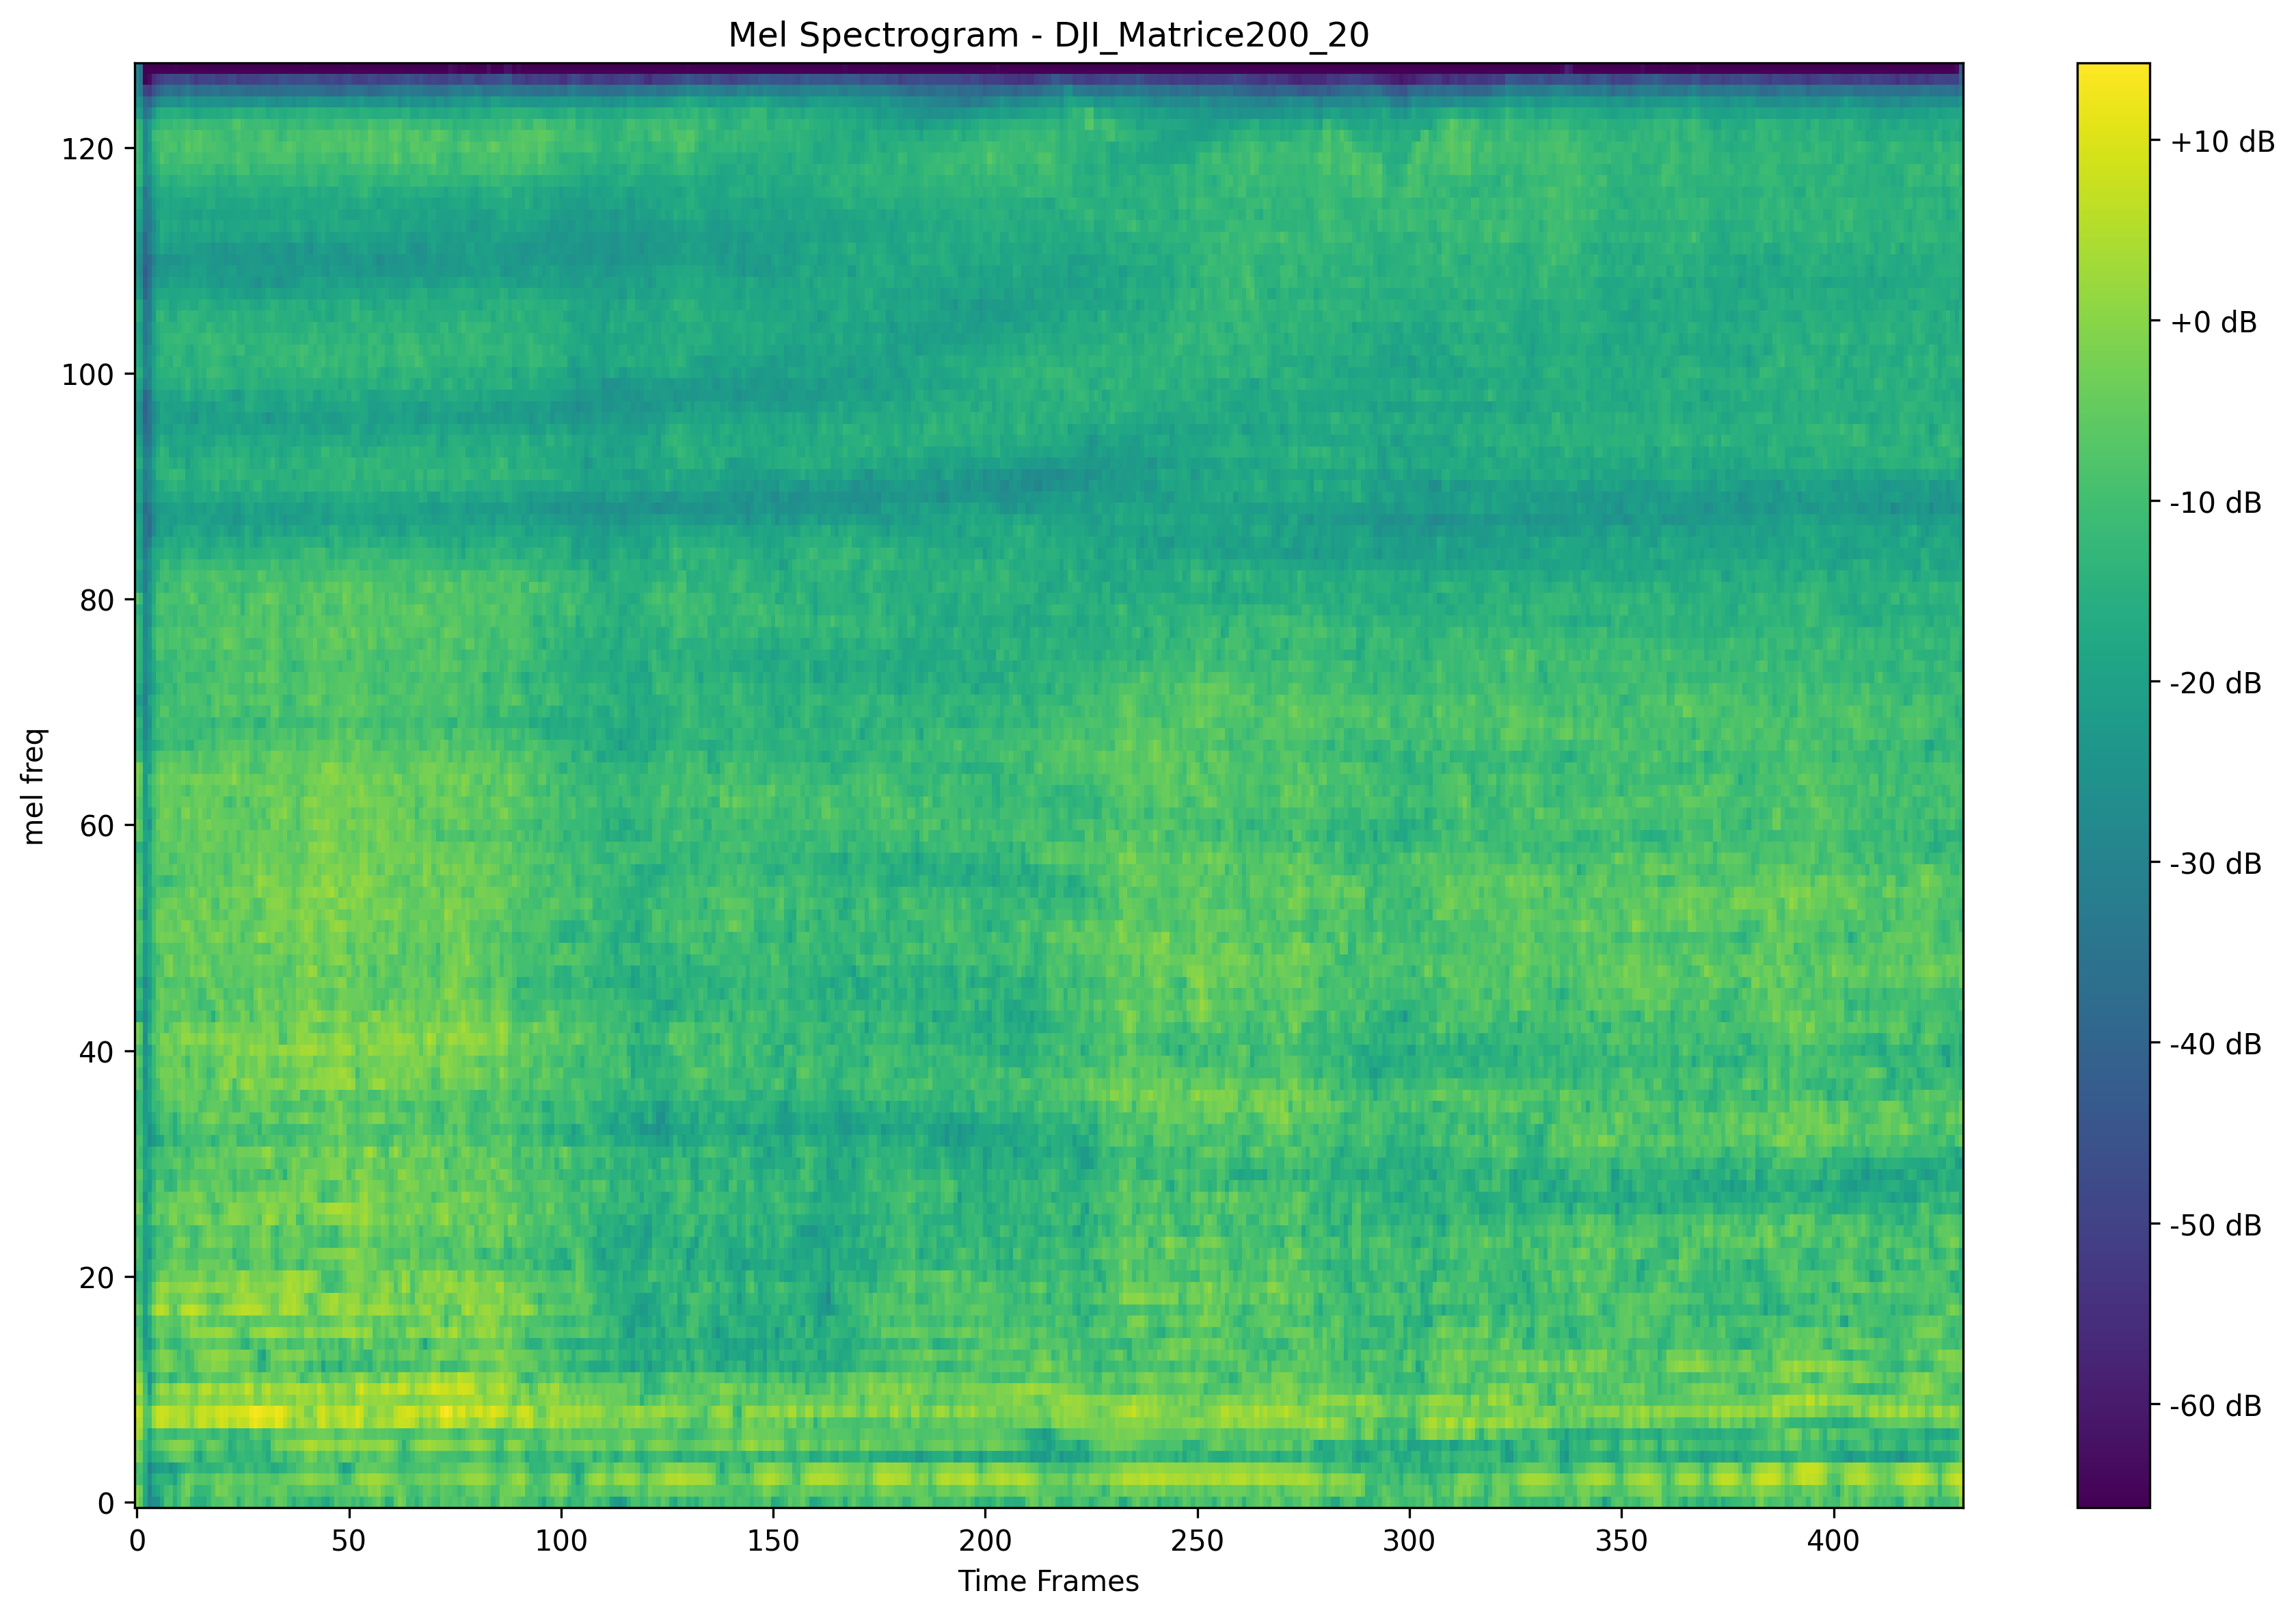 Mel Spectrogram - DJI_Matrice200_20
mel freq
120
100
80
60
40
20
0
0 50 100 150 200 250 300 350 400
Time Frames
+10 dB
+0 dB
-10 dB
-20 dB
-30 dB
-40 dB
-50 dB
-60 dB